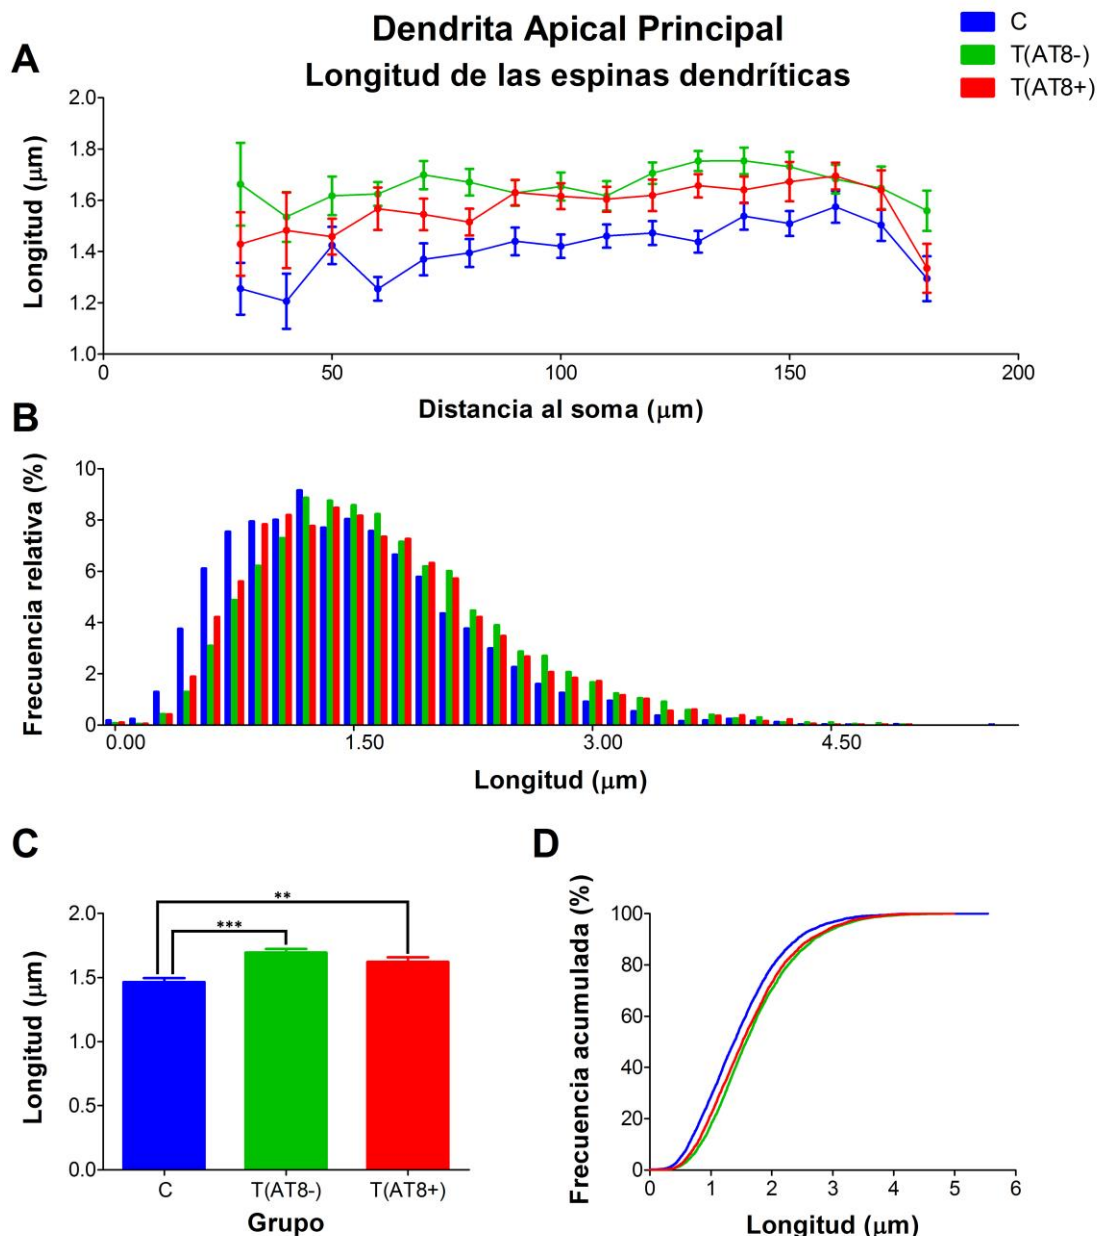 Dendrita Apical Principal
Longitud de las espinas dendríticas
C
T(AT8-)
T(AT8+)
A
Longitud (μm)
2.0
1.8
1.6
1.4
1.2
1.0
0
50
100
150
200
Distancia al soma (μm)
B
Frecuencia relativa (%)
10
8
6
4
2
0
0.00
1.50
3.00
4.50
Longitud (μm)
C
Longitud (μm)
2.0
1.5
1.0
0.5
0.0
**
***
C
T(AT8-)
T(AT8+)
Grupo
D
Frecuencia acumulada (%)
100
80
60
40
20
0
0
1
2
3
4
5
6
Longitud (μm)